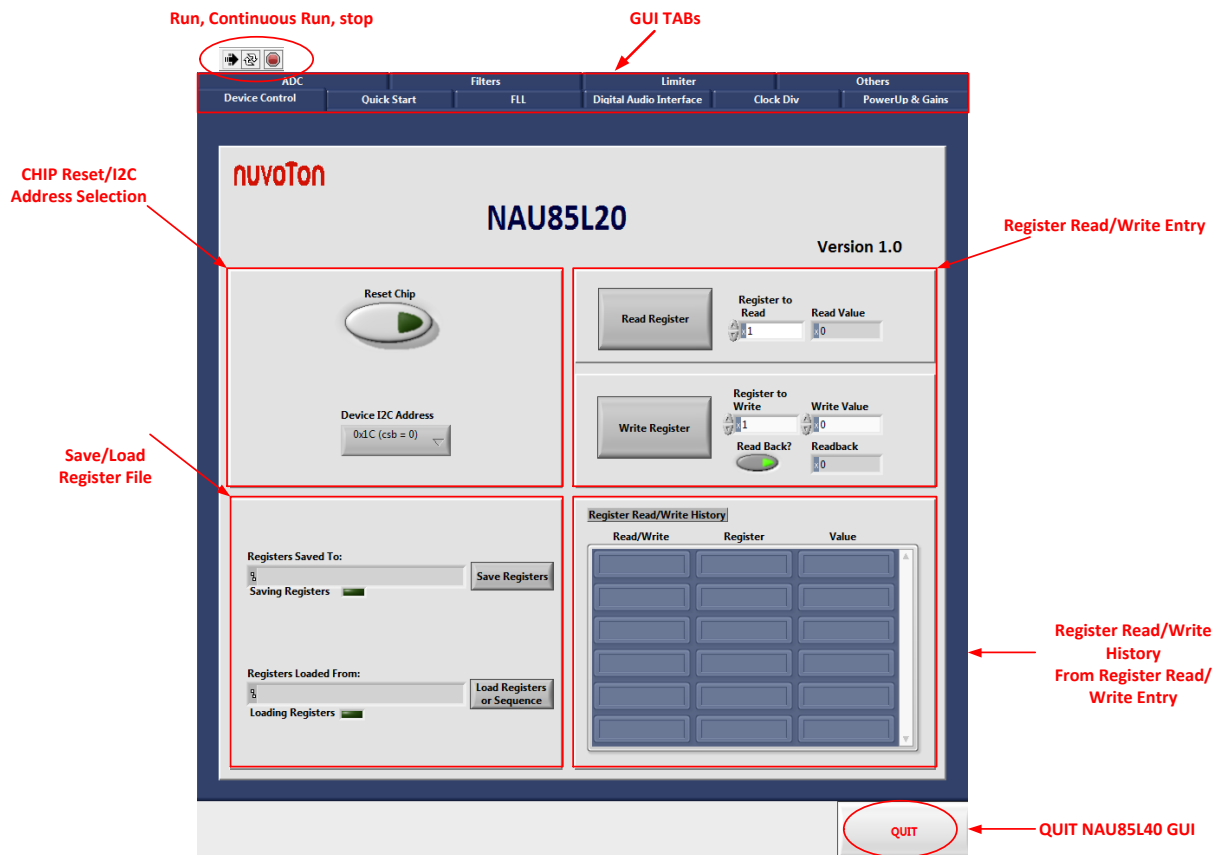 Run, Continuous Run, stop
GUI TABs
ADC
Filters
Limiter
Others
Device Control
Quick Start
FLL
Digital Audio Interface
Clock Div
PowerUp & Gains
CHIP Reset/I2C
Address Selection
nuvoTon
NAU85L20
Version 1.0
Register Read/Write Entry
Reset Chip
Device I2C Address
0x1C (csb = 0)
Read Register
Register to
Read
Read Value
x 1
x 0
Write Register
Register to
Write
Write Value
x 1
x 0
Read Back?
Readback
x 0
Save/Load
Register File
Registers Saved To:
Save Registers
Saving Registers
Registers Loaded From:
Load Registers
or Sequence
Loading Registers
Register Read/Write History
Read/Write
Register
Value
Register Read/Write
History
From Register Read/
Write Entry
QUIT
QUIT NAU85L40 GUI